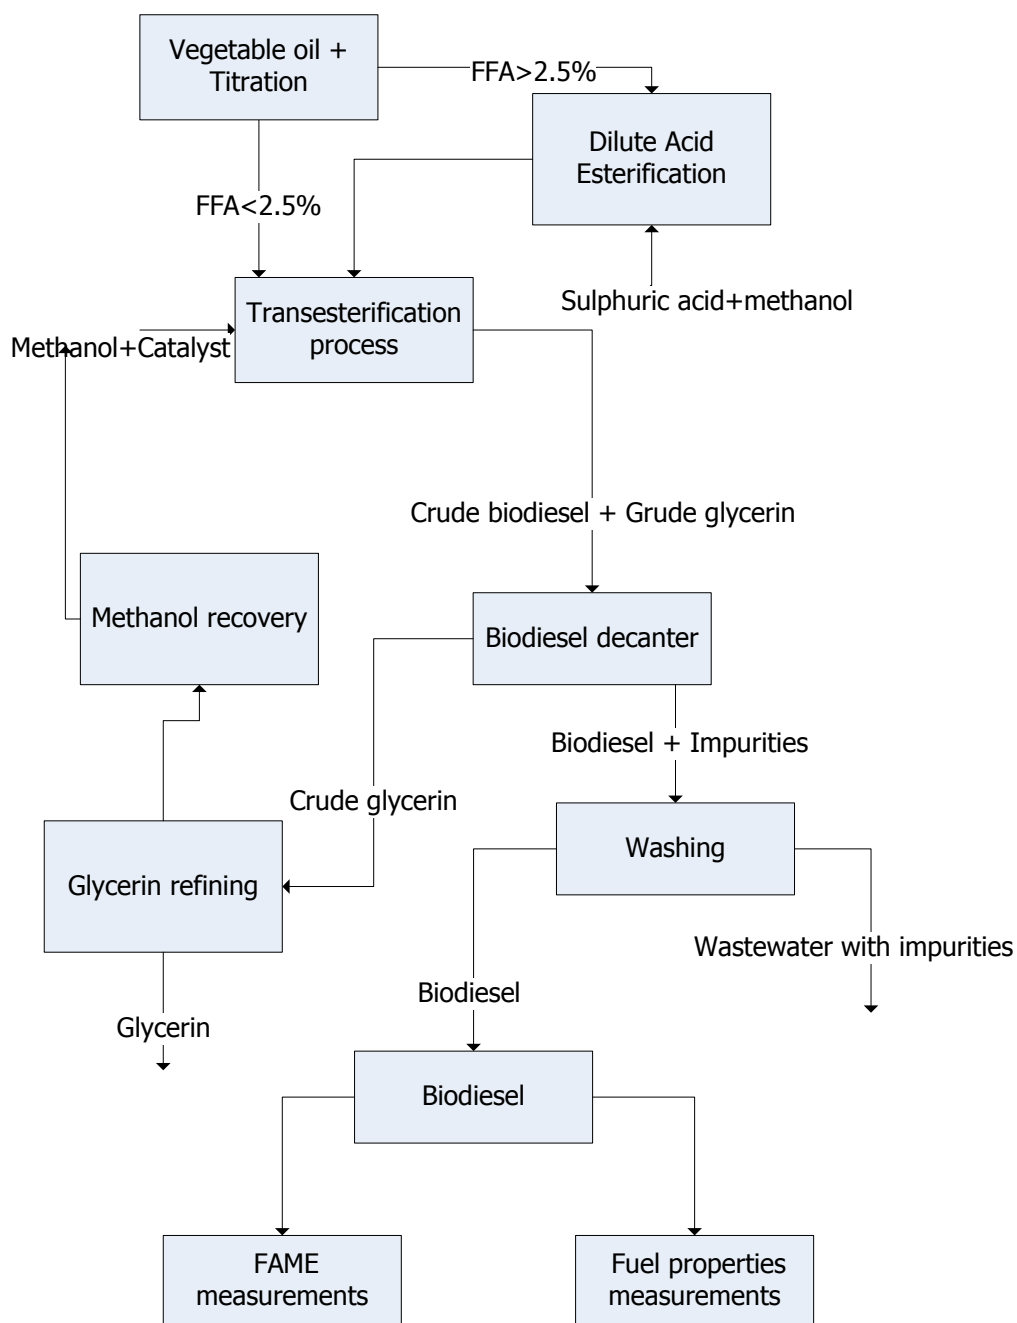 Vegetable oil +
Titration
FFA>2.5%
Dilute Acid
Esterification
FFA<2.5%
Sulphuric acid+methanol
Transesterification
process
Methanol+Catalyst
Crude biodiesel + Grude glycerin
Methanol recovery
Biodiesel decanter
Biodiesel + Impurities
Crude glycerin
Washing
Glycerin refining
Wastewater with impurities
Biodiesel
Glycerin
Biodiesel
FAME
measurements
Fuel properties
measurements